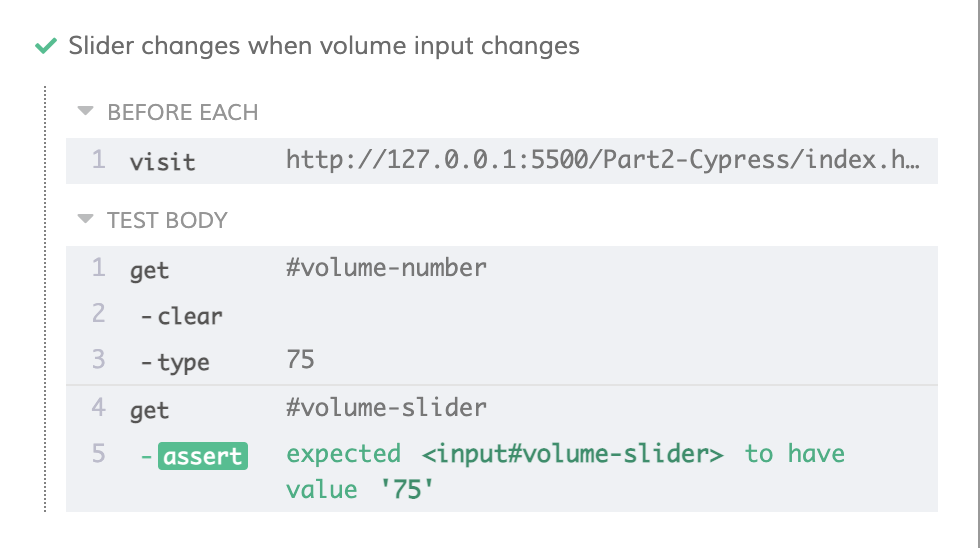 Slider changes when volume input changes
BEFORE EACH
1 visit http://127.0.0.1:5500/Part2-Cypress/index.h…
TEST BODY
1 get #volume-number
2 -clear
3 -type 75
4 get #volume-slider
5 -assert expected <input#volume-slider> to have
value '75'